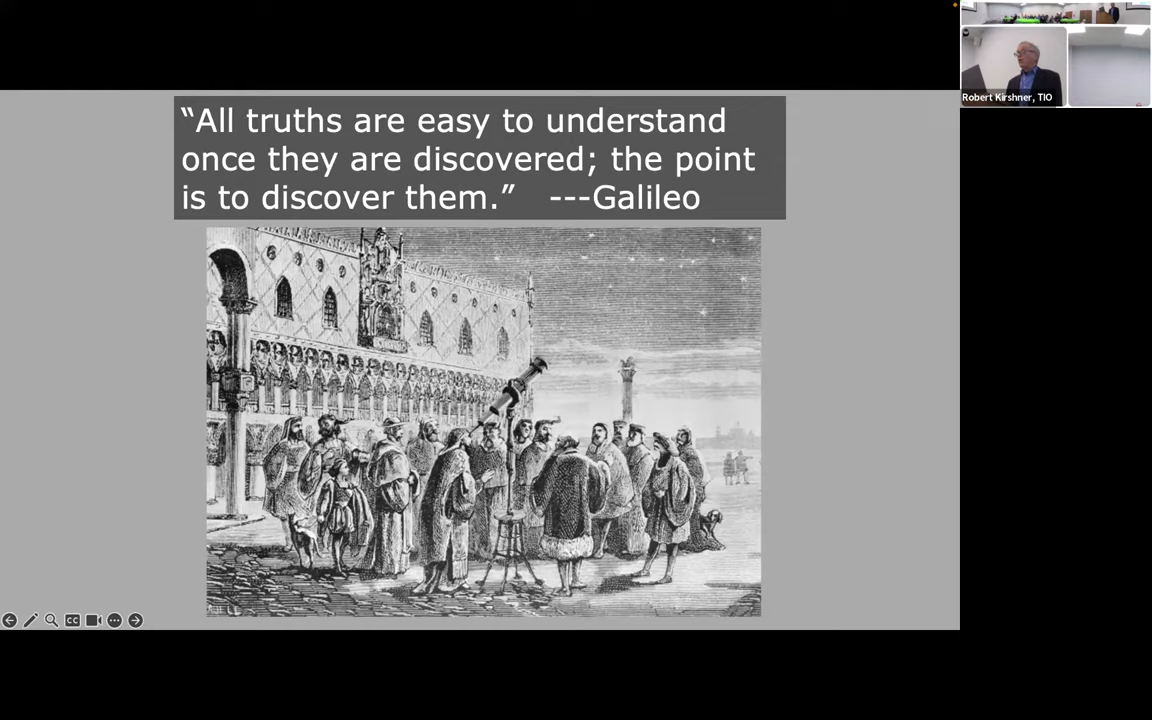 “All truths are easy to understand
once they are discovered; the point
is to discover them.” ---Galileo
Robert Kirshner, TIO
CC